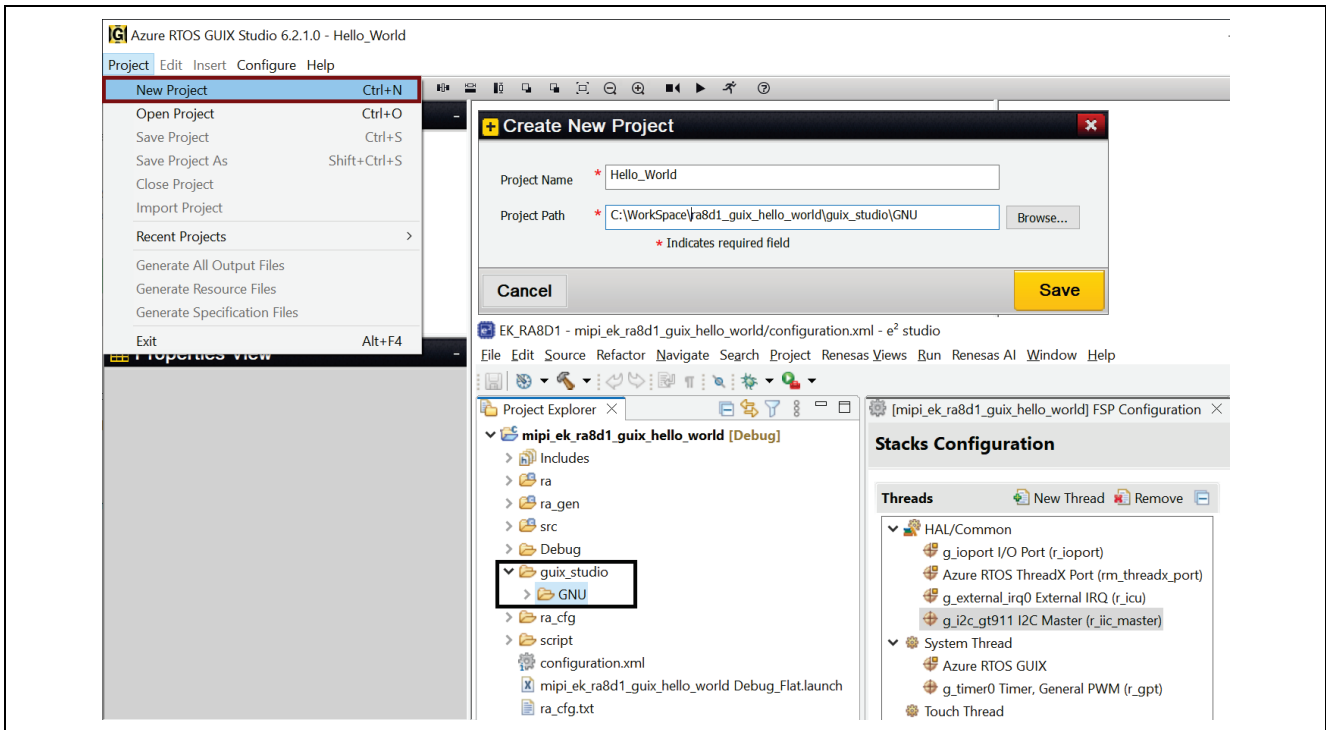 Azure RTOS GUIX Studio 6.2.1.0 - Hello_World
Project Edit Insert Configure Help
New Project Ctrl+N
Open Project Ctrl+O
Save Project Ctrl+S
Save Project As Shift+Ctrl+S
Close Project
Import Project
Recent Projects >
Generate All Output Files
Generate Resource Files
Generate Specification Files
Exit Alt+F4
Properties View
Create New Project
Project Name * Hello_World
Project Path * C:\WorkSpace\ra8d1_guix_hello_world\guix_studio\GNU Browse...
* Indicates required field
Cancel Save
EK_RA8D1 - mipi_ek_ra8d1_guix_hello_world/configuration.xml - e² studio
File Edit Source Refactor Navigate Search Project Renesas Views Run Renesas AI Window Help
Project Explorer
mipi_ek_ra8d1_guix_hello_world [Debug]
Includes
ra
ra_gen
src
Debug
guix_studio
GNU
ra_cfg
script
configuration.xml
mipi_ek_ra8d1_guix_hello_world Debug_Flat.launch
ra_cfg.txt
[mipi_ek_ra8d1_guix_hello_world] FSP Configuration
Stacks Configuration
Threads New Thread Remove
HAL/Common
g_ioport I/O Port (r_ioport)
Azure RTOS ThreadX Port (rm_threadx_port)
g_external_irq0 External IRQ (r_icu)
g_i2c_gt911 I2C Master (r_iic_master)
System Thread
Azure RTOS GUIX
g_timer0 Timer, General PWM (r_gpt)
Touch Thread